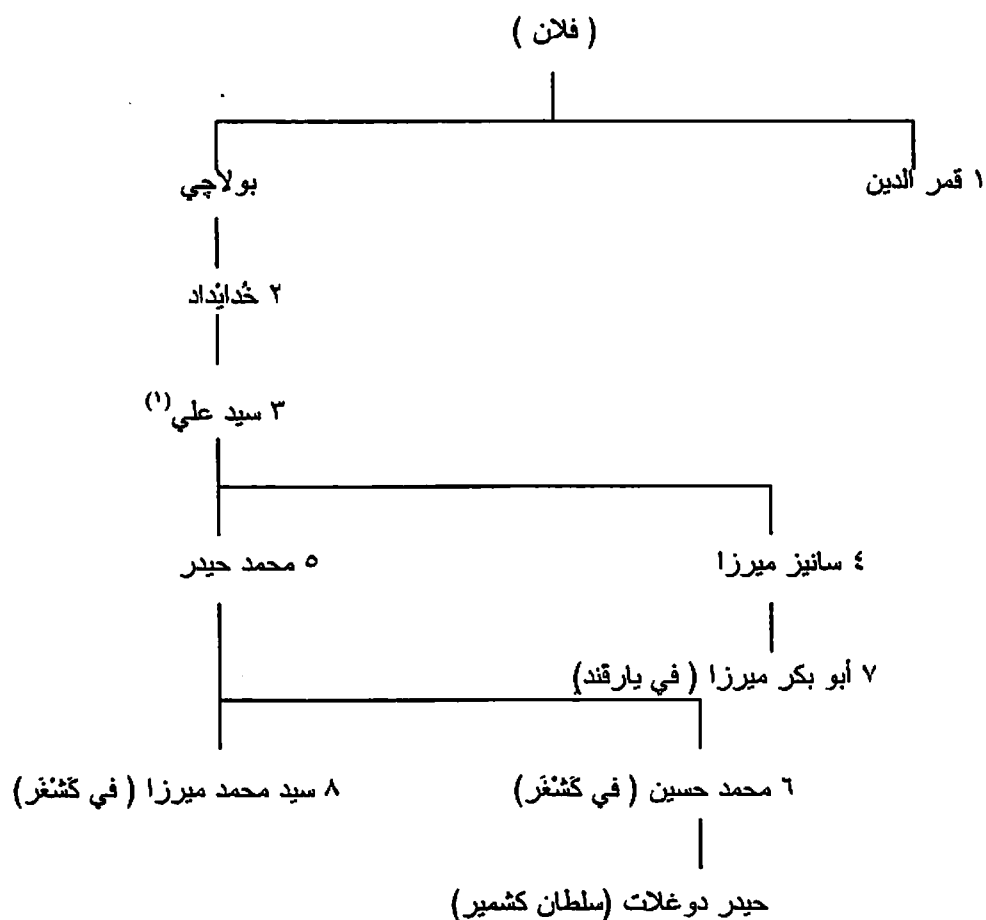 ( فلان )
١ قمر الدين
بولاچي
٢ خُدايْداد
٣ سيد علي(١)
٤ سانيز ميرزا
٥ محمد حيدر
٧ أبو بكر ميرزا ( في يارقند)
٦ محمد حسين ( في كَشْغَر)
٨ سيد محمد ميرزا ( في كَشْغَر)
حيدر دوغلات (سلطان كشمير)